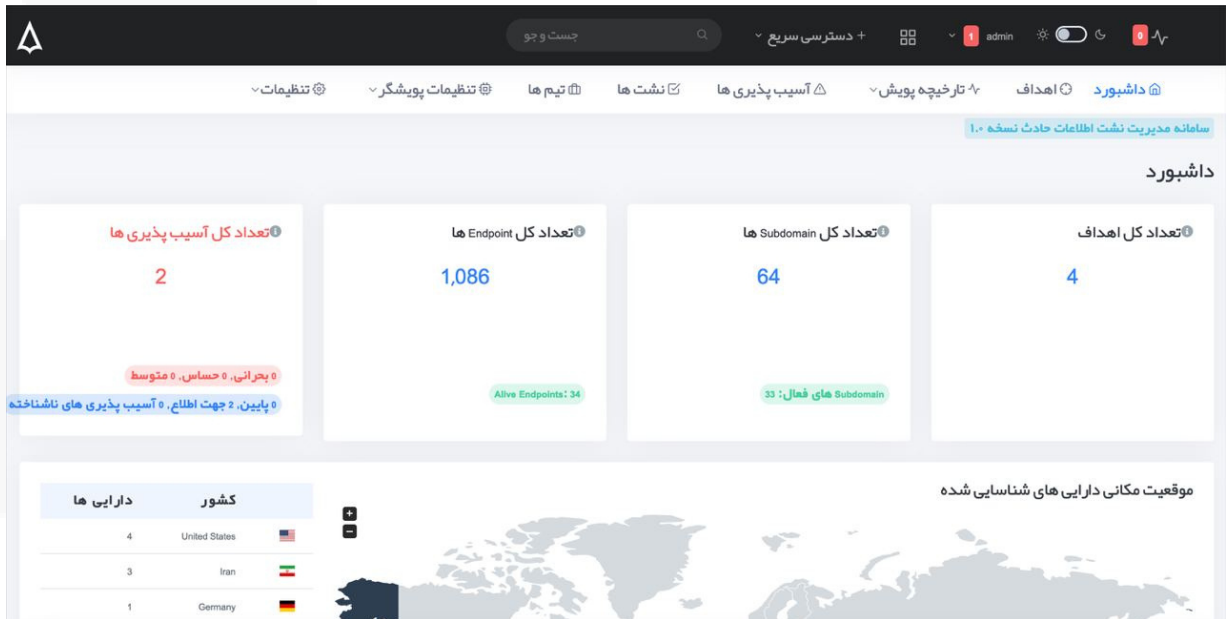 0 admin 1 + دسترسی سریع جست و جو
داشبورد اهداف تارخیچه پویش آسیب پذیری ها نشت ها تیم ها تنظیمات پویشگر تنظیمات
سامانه مدیریت نشت اطلاعات حادث نسخه ۱.۰
داشبورد
تعداد کل اهداف
4
تعداد کل Subdomain ها
64
Subdomain های فعال: 33
تعداد کل Endpoint ها
1,086
Alive Endpoints: 34
تعداد کل آسیب پذیری ها
2
0 بحرانی, 0 حساس, 0 متوسط
0 پایین, 2 جهت اطلاع, 0 آسیب پذیری های ناشناخته
موقعیت مکانی دارایی های شناسایی شده
+
−
کشور دارایی ها
United States 4
Iran 3
Germany 1